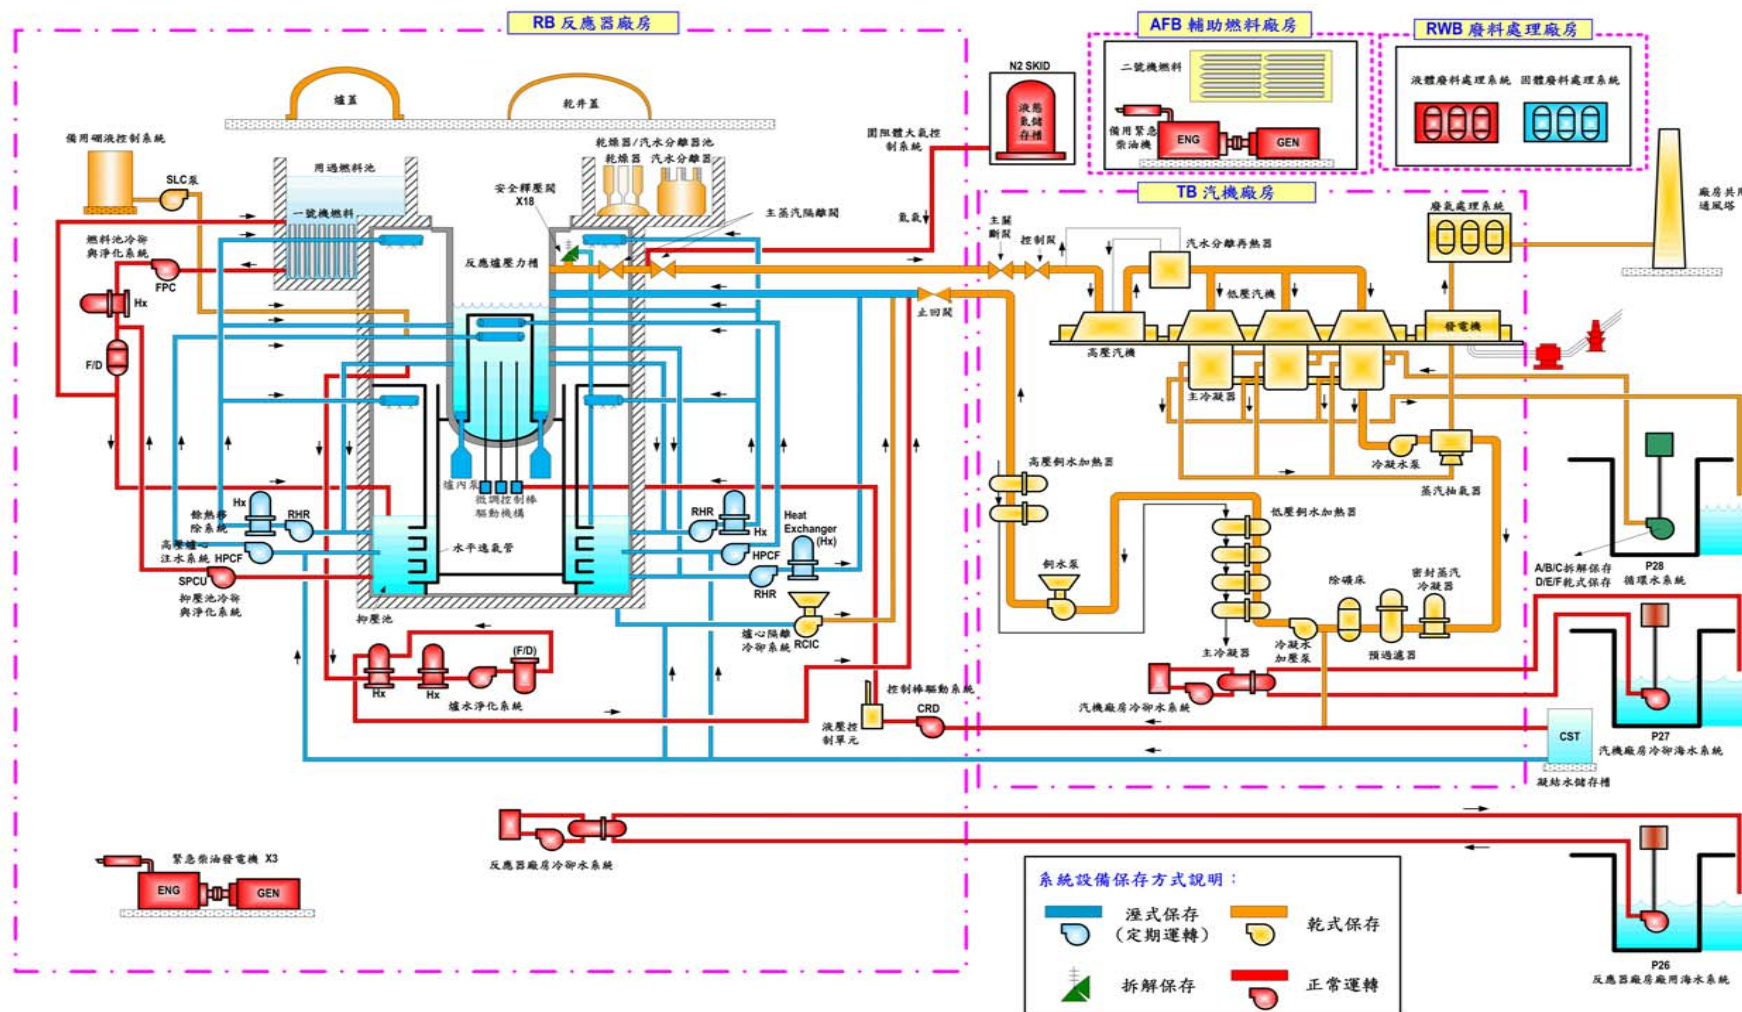 RB 反應器廠房
AFB 輔助燃料廠房
RWB 廢料處理廠房
爐蓋
乾井蓋
N2 SKID
液態
氮儲
存槽
二號機燃料
備用緊急
柴油機
ENG
GEN
液體廢料處理系統
固體廢料處理系統
備用硼液控制系統
SLC泵
用過燃料池
一號機燃料
乾燥器/汽水分離器池
乾燥器
汽水分離器
安全釋壓閥
X18
主蒸汽隔離閥
圍阻體大氣控
制系統
氮氣
TB 汽機廠房
主關
斷閥
控制閥
汽水分離再熱器
廢氣處理系統
廠房共用
通風塔
燃料池冷卻
與淨化系統
FPC
Hx
F/D
反應爐壓力槽
止回閥
低壓汽機
高壓汽機
發電機
主冷凝器
冷凝水泵
蒸汽抽氣器
爐內泵
微調控制棒
驅動機構
高壓飼水加熱器
低壓飼水加熱器
餘熱移
除系統
Hx
RHR
高壓爐心
注水系統 HPCF
SPCU
抑壓池冷卻
與淨化系統
水平洩氣管
抑壓池
RHR
Hx
HPCF
Heat
Exchanger
(Hx)
RHR
爐心隔離
冷卻系統
RCIC
飼水泵
除礦床
密封蒸汽
冷凝器
預過濾器
冷凝水
加壓泵
主冷凝器
A/B/C拆解保存
D/E/F乾式保存
P28
循環水系統
(F/D)
Hx
Hx
爐水淨化系統
控制棒驅動系統
液壓控
制單元
CRD
汽機廠房冷卻水系統
CST
凝結水儲存槽
P27
汽機廠房冷卻海水系統
反應器廠房冷卻水系統
緊急柴油發電機 X3
ENG
GEN
P26
反應器廠房廠用海水系統
系統設備保存方式說明：
溼式保存
(定期運轉)
乾式保存
拆解保存
正常運轉